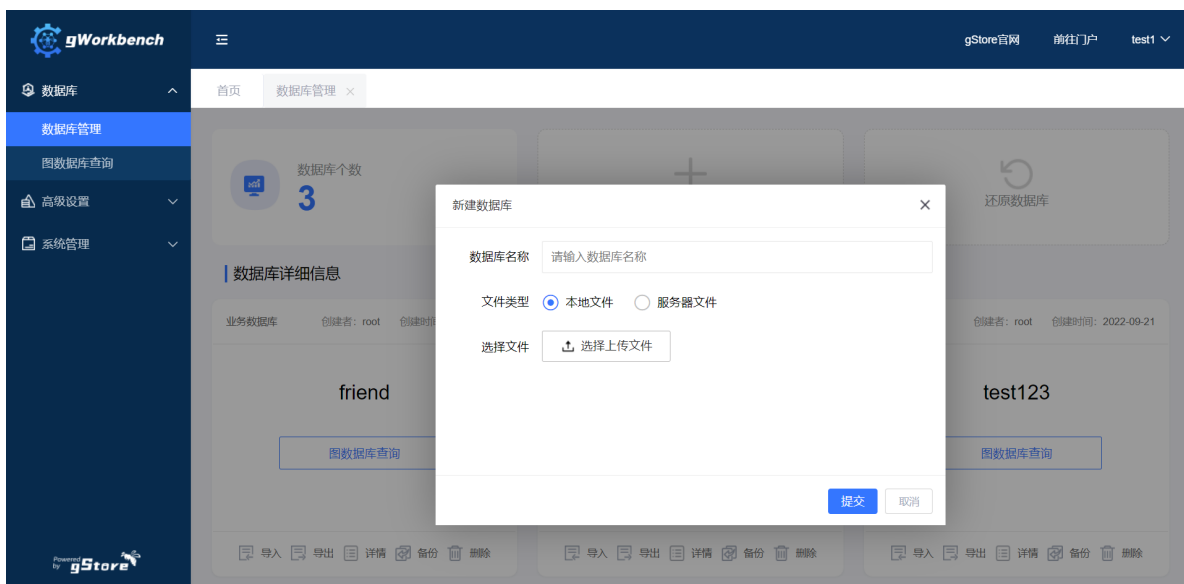 gWorkbench
gStore官网 前往门户 test1
数据库
首页 数据库管理
数据库管理
图数据库查询
高级设置
系统管理
数据库个数
3
还原数据库
新建数据库
数据库名称 请输入数据库名称
文件类型 本地文件 服务器文件
选择文件 选择上传文件
提交 取消
数据库详细信息
业务数据库 创建者：root 创建时间
创建者：root 创建时间：2022-09-21
friend
test123
图数据库查询
图数据库查询
导入 导出 详情 备份 删除
导入 导出 详情 备份 删除
导入 导出 详情 备份 删除
Powered by gStore